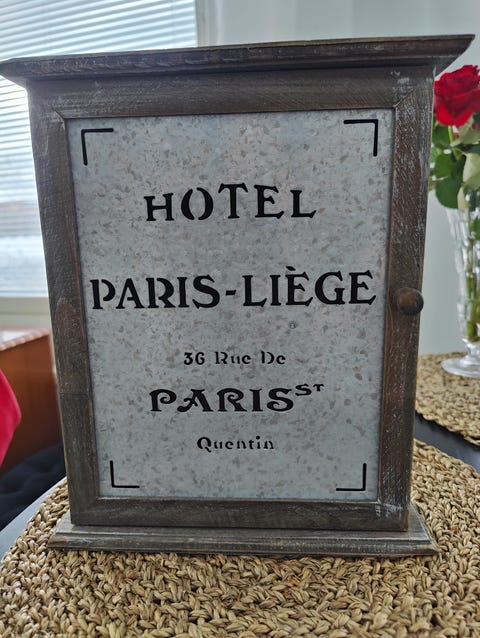 HOTEL
PARIS-LIÈGE
36 Rue De
PARIS ST
Quentin